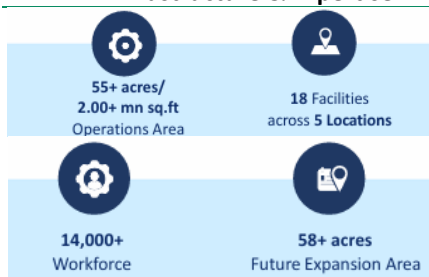 55+ acres/
2.00+ mn sq.ft
Operations Area
18 Facilities
across 5 Locations
14,000+
Workforce
58+ acres
Future Expansion Area